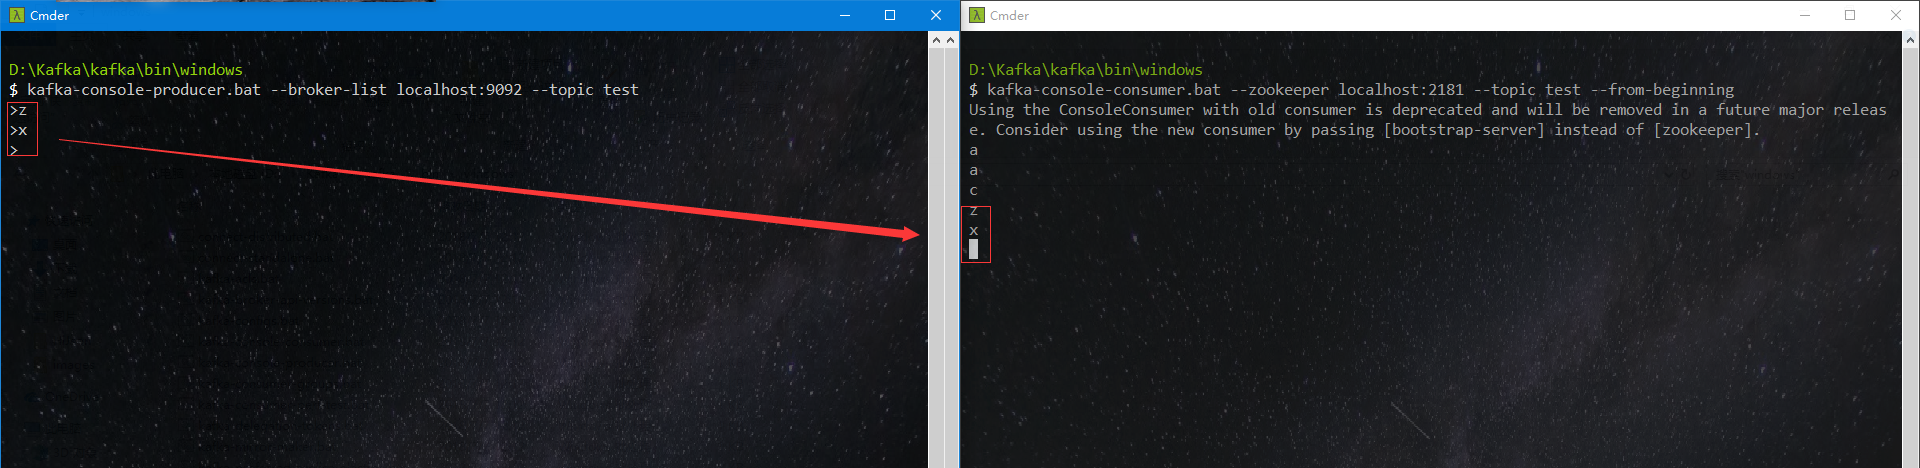 Cmder
D:\Kafka\kafka\bin\windows
$ kafka-console-producer.bat --broker-list localhost:9092 --topic test
>z
>x
>
Cmder
D:\Kafka\kafka\bin\windows
$ kafka-console-consumer.bat --zookeeper localhost:2181 --topic test --from-beginning
Using the ConsoleConsumer with old consumer is deprecated and will be removed in a future major releas
e. Consider using the new consumer by passing [bootstrap-server] instead of [zookeeper].
a
a
c
z
x